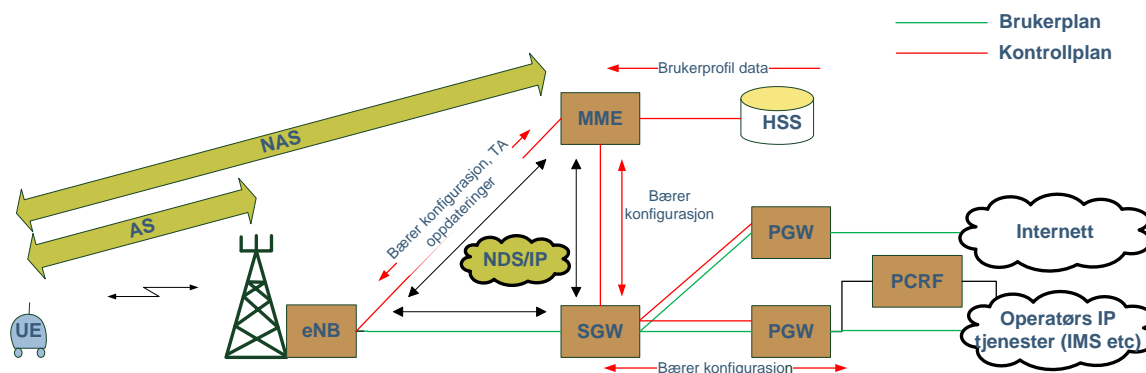 Brukerplan
Kontrollplan
Brukerprofil data
MME
HSS
NAS
AS
Bærer konfigurasjon, TA
oppdateringer
Bærer
konfigurasjon
NDS/IP
PGW
Internett
PCRF
UE
eNB
SGW
PGW
Operatørs IP
tjenester (IMS etc)
Bærer konfigurasjon